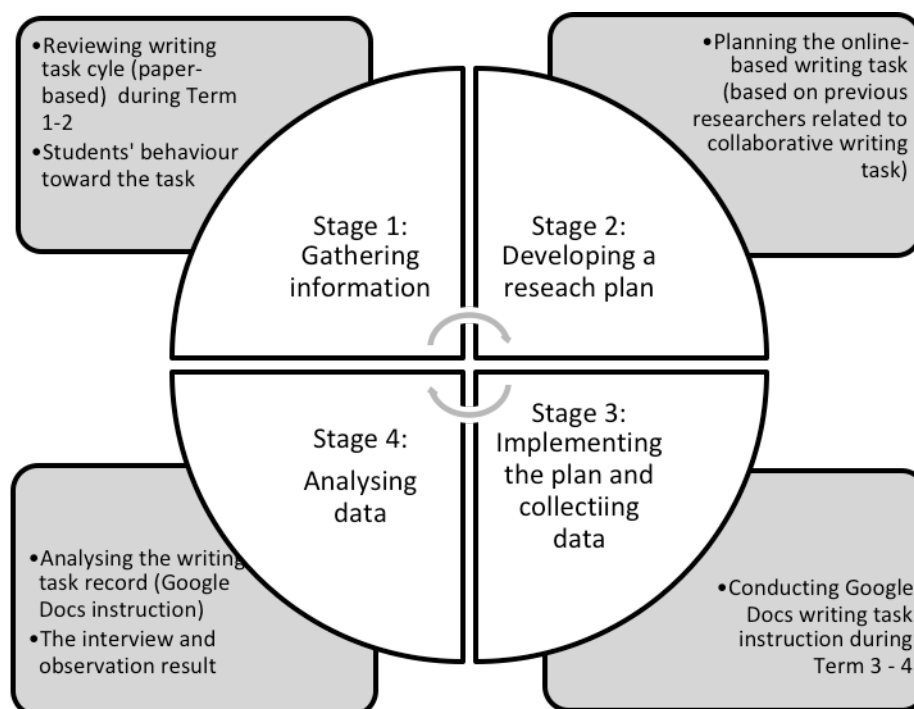 •Reviewing writing
task cyle (paper-
based) during Term
1-2
•Students' behaviour
toward the task
Stage 1:
Gathering
information
•Planning the online-
based writing task
(based on previous
researchers related to
collaborative writing
task)
Stage 2:
Developing a
reseach plan
Stage 3:
Implementing
the plan and
collectiing
data
•Conducting Google
Docs writing task
instruction during
Term 3 - 4
Stage 4:
Analysing
data
•Analysing the writing
task record (Google
Docs instruction)
•The interview and
observation result